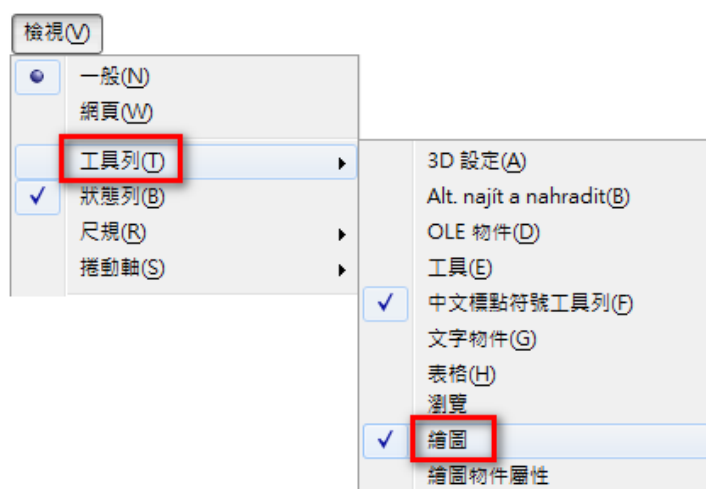 檢視(V)
一般(N)
網頁(W)
工具列(T)
狀態列(B)
尺規(R)
捲動軸(S)
3D 設定(A)
Alt. najít a nahradit(B)
OLE 物件(D)
工具(E)
中文標點符號工具列(F)
文字物件(G)
表格(H)
瀏覽
繪圖
繪圖物件屬性